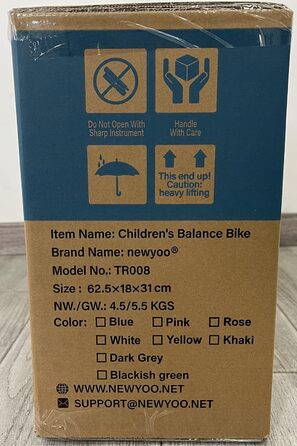 Do Not Open With
Sharp Instrument
Handle
With Care
This end up!
Caution:
heavy lifting
Item Name: Children's Balance Bike
Brand Name: newyoo®
Model No.: TR008
Size : 62.5×18×31cm
NW./GW.: 4.5/5.5 KGS
Color: ☐ Blue ☐ Pink ☐ Rose
☐ White ☐ Yellow ☐ Khaki
☐ Dark Grey
☐ Blackish green
WWW.NEWYOO.NET
SUPPORT@NEWYOO.NET